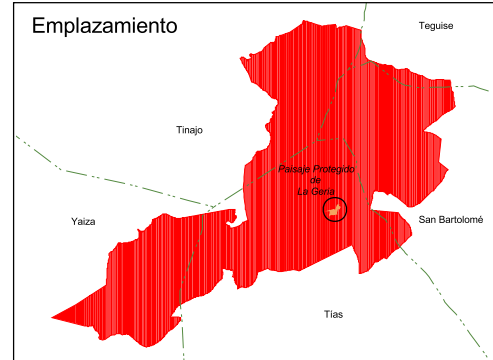 Emplazamiento
Teguise
Tinajo
Paisaje Protegido
de
La Geria
Yaiza
San Bartolomé
Tías